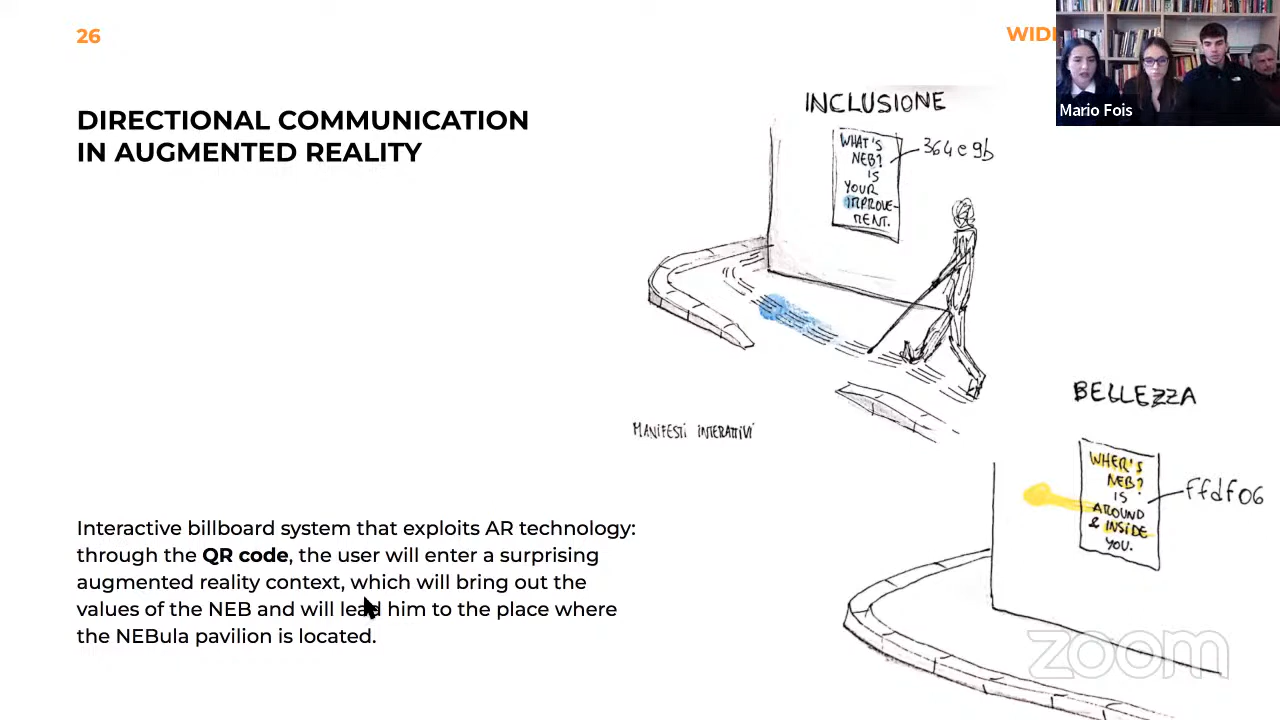 26
DIRECTIONAL COMMUNICATION
IN AUGMENTED REALITY
Interactive billboard system that exploits AR technology:
through the QR code, the user will enter a surprising
augmented reality context, which will bring out the
values of the NEB and will lead him to the place where
the NEBula pavilion is located.
INCLUSIONE
WHAT'S
NEB?
IS
YOUR
IMPROVE-
MENT.
364e9b
MANIFESTI INTERATTIVI
BELLEZZA
WHER'S
NEB?
IS
AROUND
& INSIDE
YOU.
ffdf06
Mario Fois
zoom